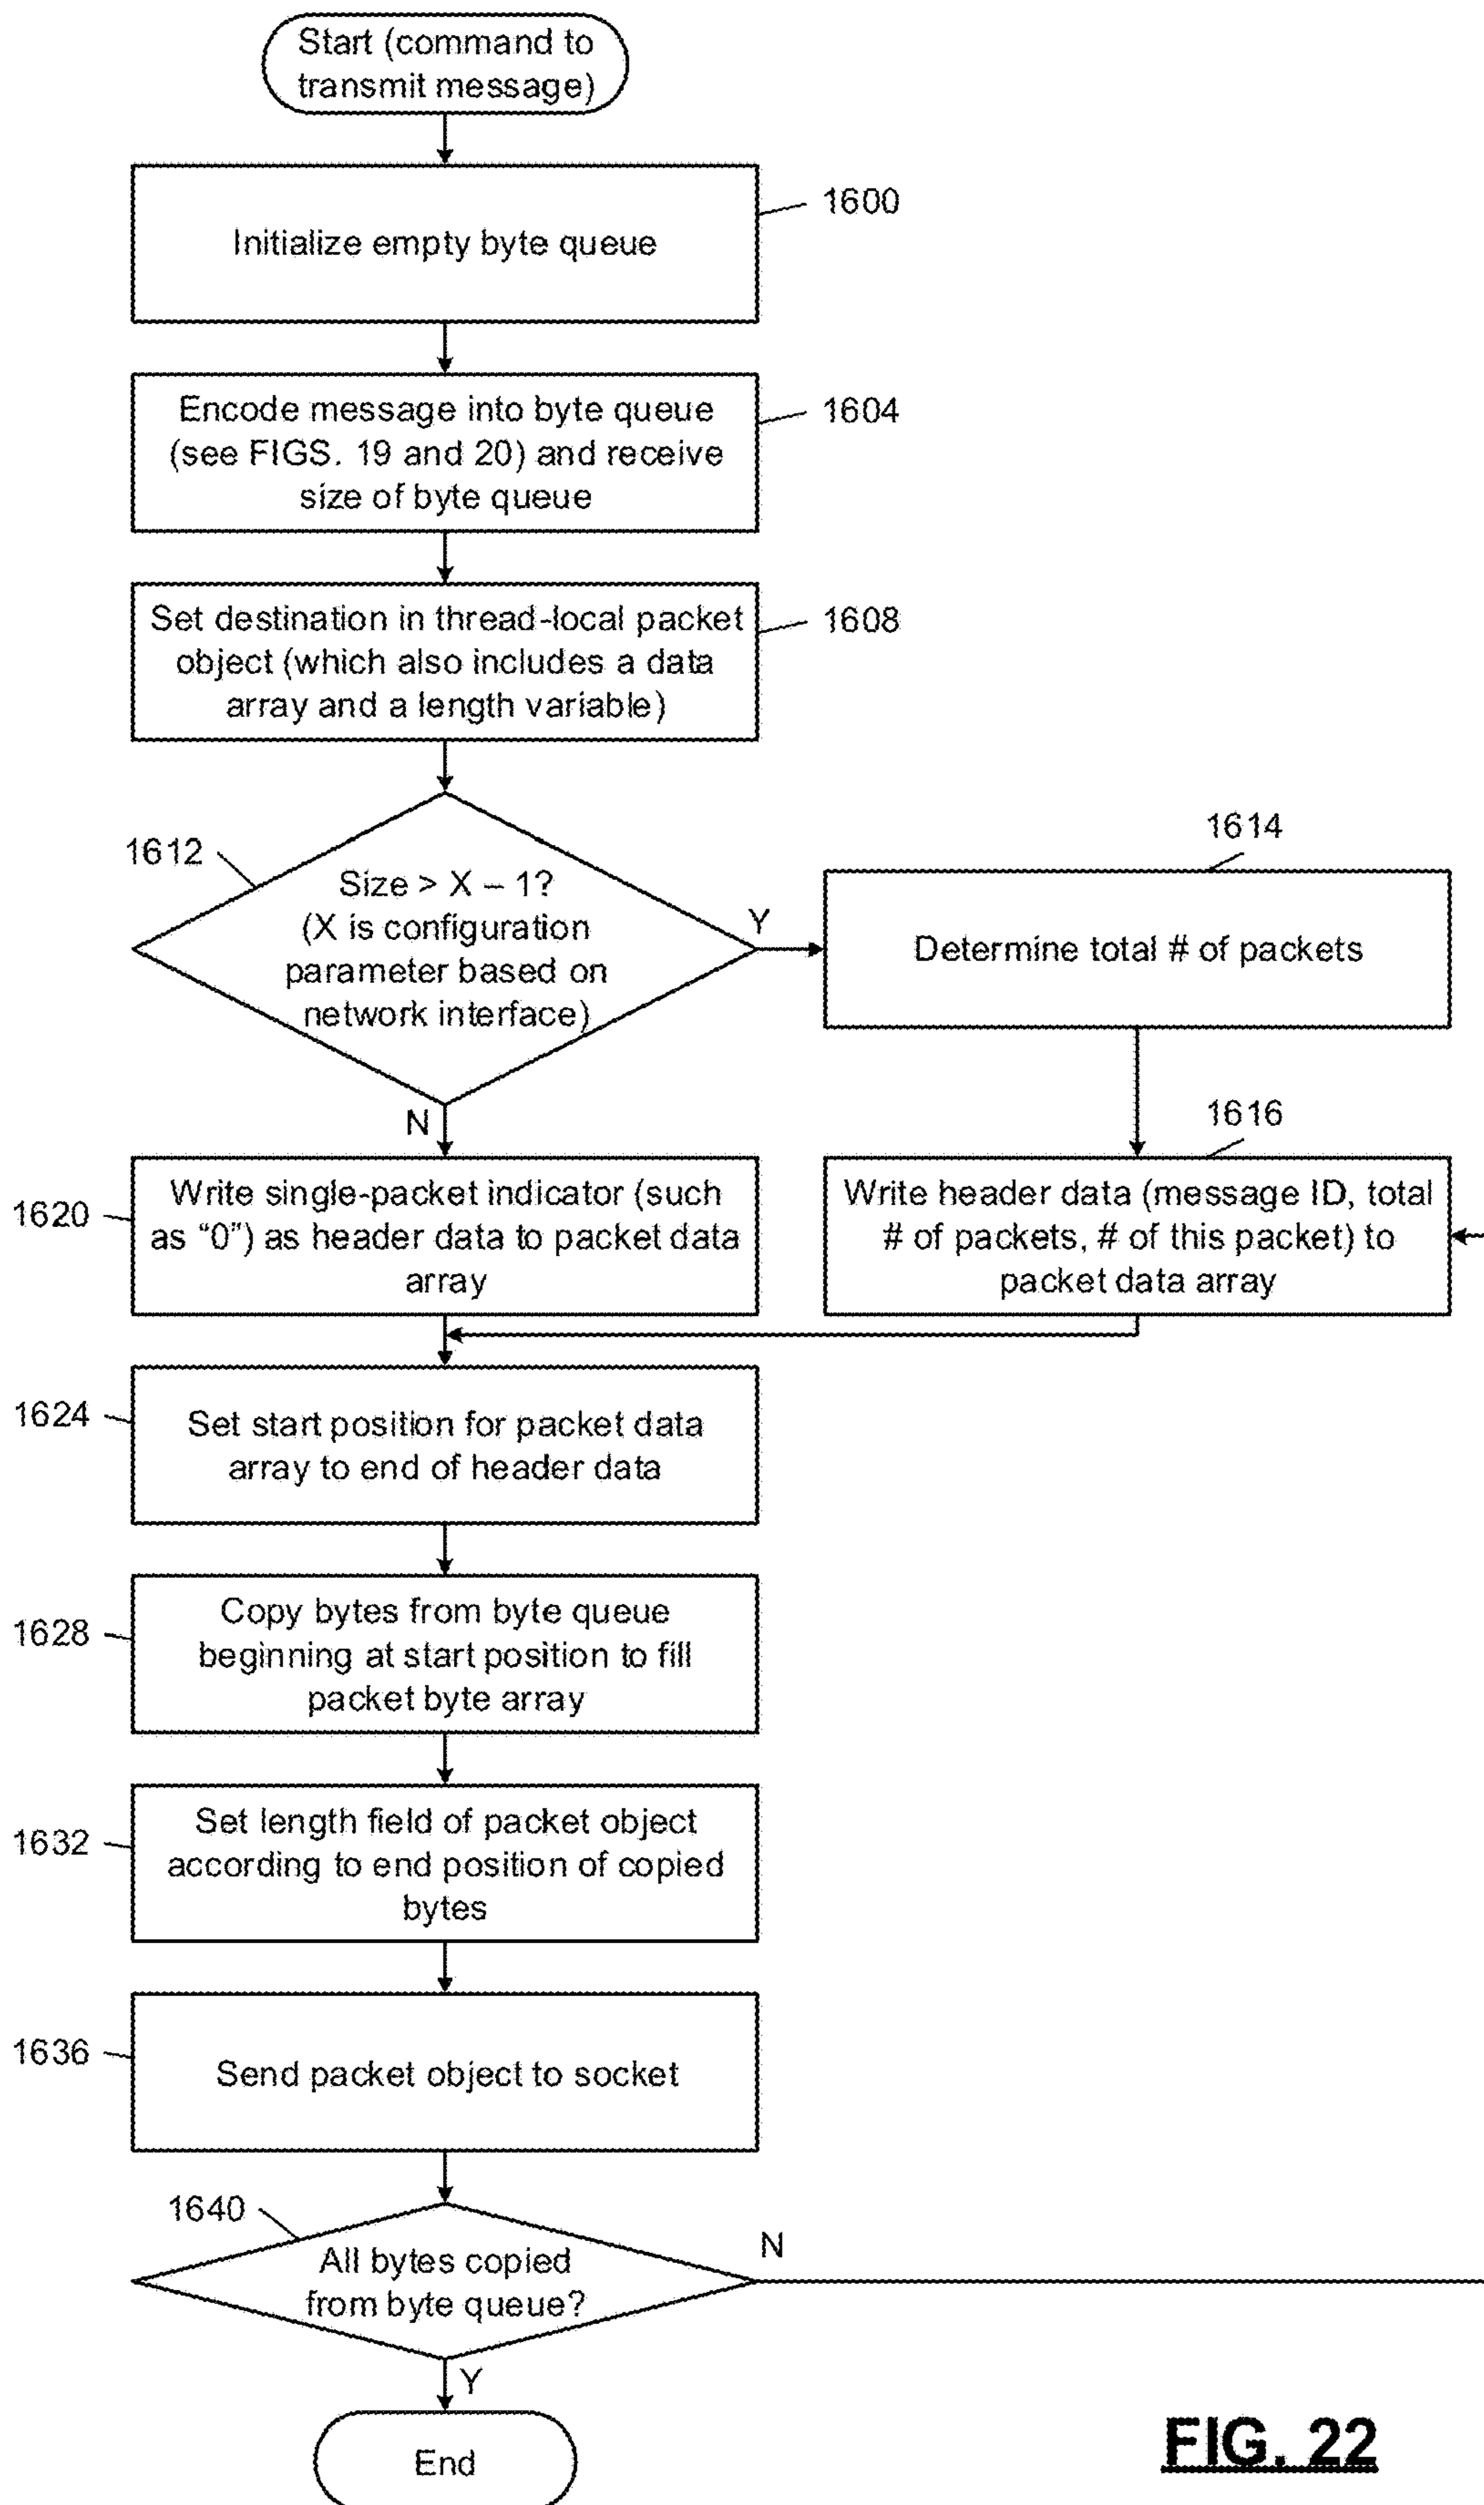 Start (command to
transmit message)
1600
Initialize empty byte queue
Encode message into byte queue
(see FIGS. 19 and 20) and receive
size of byte queue
1604
Set destination in thread-local packet
object (which also includes a data
array and a length variable)
1608
1612
Size > X – 1?
(X is configuration
parameter based on
network interface)
Y
1614
Determine total # of packets
N
1616
1620
Write single-packet indicator (such
as “0”) as header data to packet data
array
Write header data (message ID, total
# of packets, # of this packet) to
packet data array
1624
Set start position for packet data
array to end of header data
1628
Copy bytes from byte queue
beginning at start position to fill
packet byte array
1632
Set length field of packet object
according to end position of copied
bytes
1636
Send packet object to socket
1640
All bytes copied
from byte queue?
N
Y
End
FIG. 22